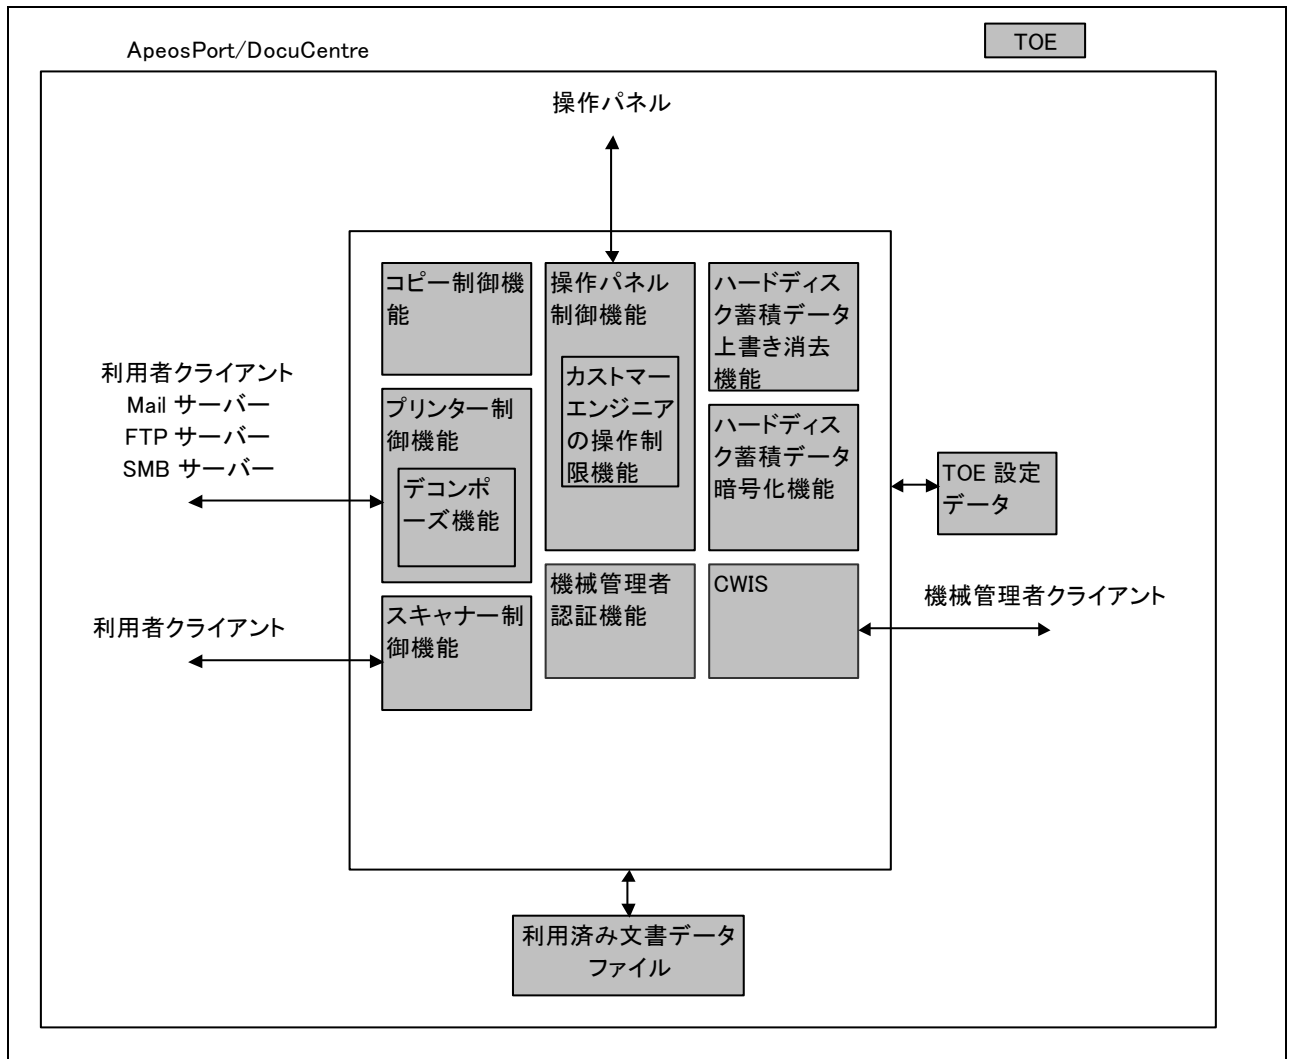 ApeosPort/DocuCentre
TOE
操作パネル
コピー制御機
能
操作パネル
制御機能
カストマー
エンジニア
の操作制
限機能
ハードディス
ク蓄積データ
上書き消去
機能
利用者クライアント
Mail サーバー
FTP サーバー
SMB サーバー
プリンター制
御機能
デコンポ
ーズ機能
ハードディス
ク蓄積データ
暗号化機能
TOE 設定
データ
利用者クライアント
スキャナー制
御機能
機械管理者
認証機能
CWIS
機械管理者クライアント
利用済み文書データ
ファイル